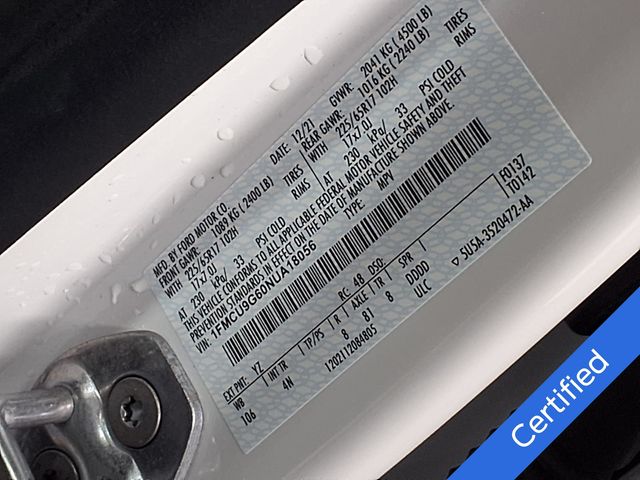 MFD. BY FORD MOTOR CO.
DATE: 12/21
GVWR: 2041 KG ( 4500 LB)
FRONT GAWR: 1089 KG ( 2400 LB)
REAR GAWR: 1016 KG ( 2240 LB)
225/65R17 102H TIRES
WITH 225/65R17 102H TIRES
17x7.0J RIMS
17x7.0J RIMS
AT 230 kPa/ 33 PSI COLD
AT 230 kPa/ 33 PSI COLD
THIS VEHICLE CONFORMS TO ALL APPLICABLE FEDERAL MOTOR VEHICLE SAFETY AND THEFT
PREVENTION STANDARDS IN EFFECT ON THE DATE OF MANUFACTURE SHOWN ABOVE.
VIN: 1FMCU9G60NUA18056
TYPE: MPV
F0137
T0142
EXT PNT: YZ RC: 48 DSO:
WB INT TR TP/PS R AXLE TR SPR
106 4N 8 81 8 DDDD
1202112084805 ULC
5U5A-3520472-AA
Certified